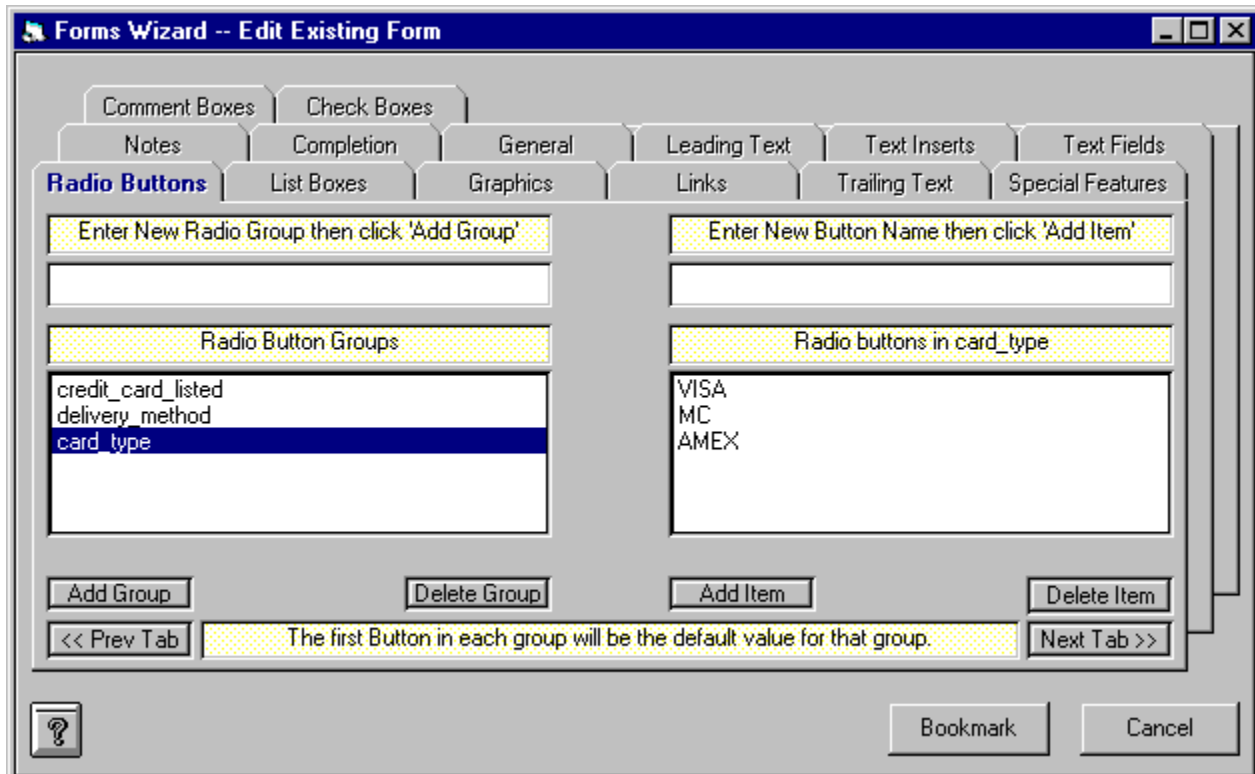 Forms Wizard -- Edit Existing Form
Comment Boxes Check Boxes
Notes Completion General Leading Text Text Inserts Text Fields
Radio Buttons List Boxes Graphics Links Trailing Text Special Features
Enter New Radio Group then click 'Add Group' Enter New Button Name then click 'Add Item'
Radio Button Groups Radio buttons in card_type
credit_card_listed VISA
delivery_method MC
card_type AMEX
Add Group Delete Group Add Item Delete Item
<< Prev Tab The first Button in each group will be the default value for that group. Next Tab >>
? Bookmark Cancel